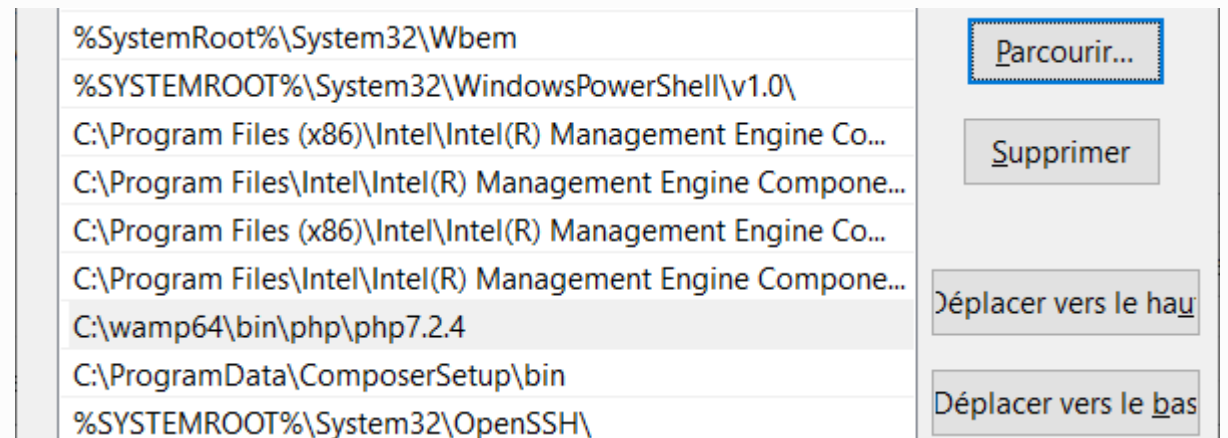 %SystemRoot%\System32\Wbem
%SYSTEMROOT%\System32\WindowsPowerShell\v1.0\
C:\Program Files (x86)\Intel\Intel(R) Management Engine Co...
C:\Program Files\Intel\Intel(R) Management Engine Compone...
C:\Program Files (x86)\Intel\Intel(R) Management Engine Co...
C:\Program Files\Intel\Intel(R) Management Engine Compone...
C:\wamp64\bin\php\php7.2.4
C:\ProgramData\ComposerSetup\bin
%SYSTEMROOT%\System32\OpenSSH\
Parcourir...
Supprimer
Déplacer vers le hau
Déplacer vers le bas